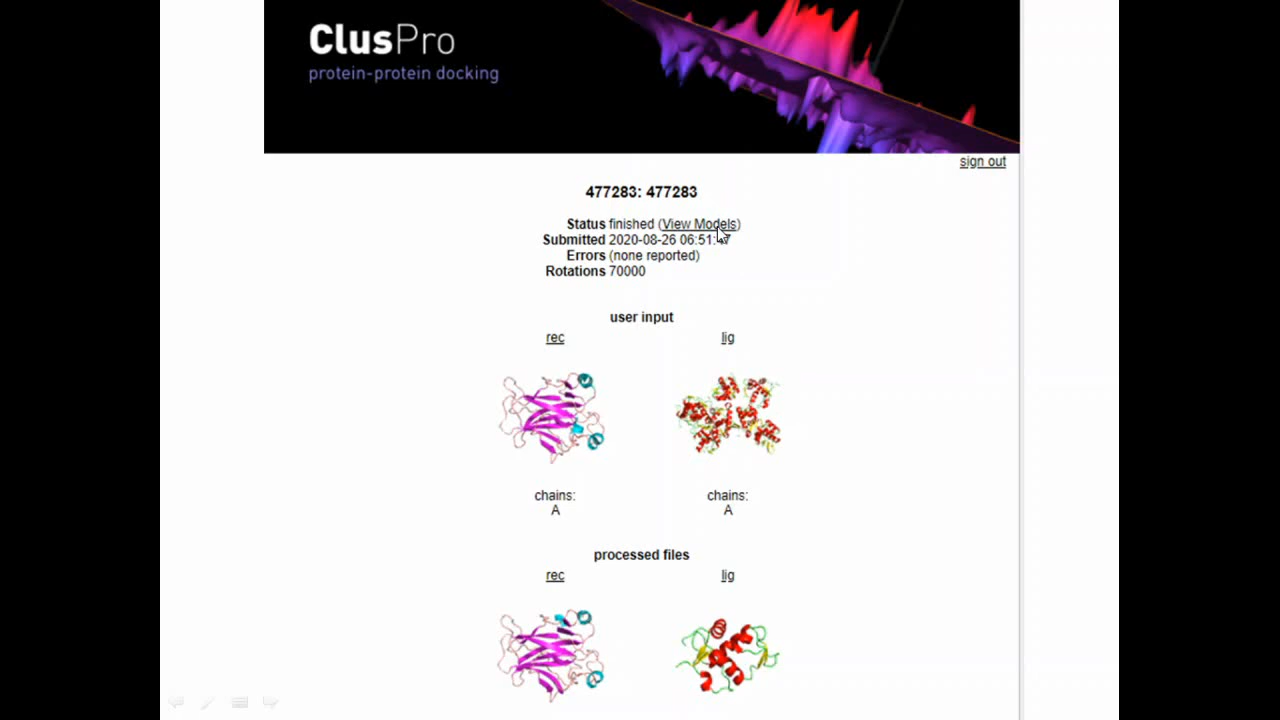 ClusPro
protein-protein docking
sign out
477283: 477283
Status finished (View Models)
Submitted 2020-08-26 06:51:
Errors (none reported)
Rotations 70000
user input
rec lig
chains: chains:
A A
processed files
rec lig